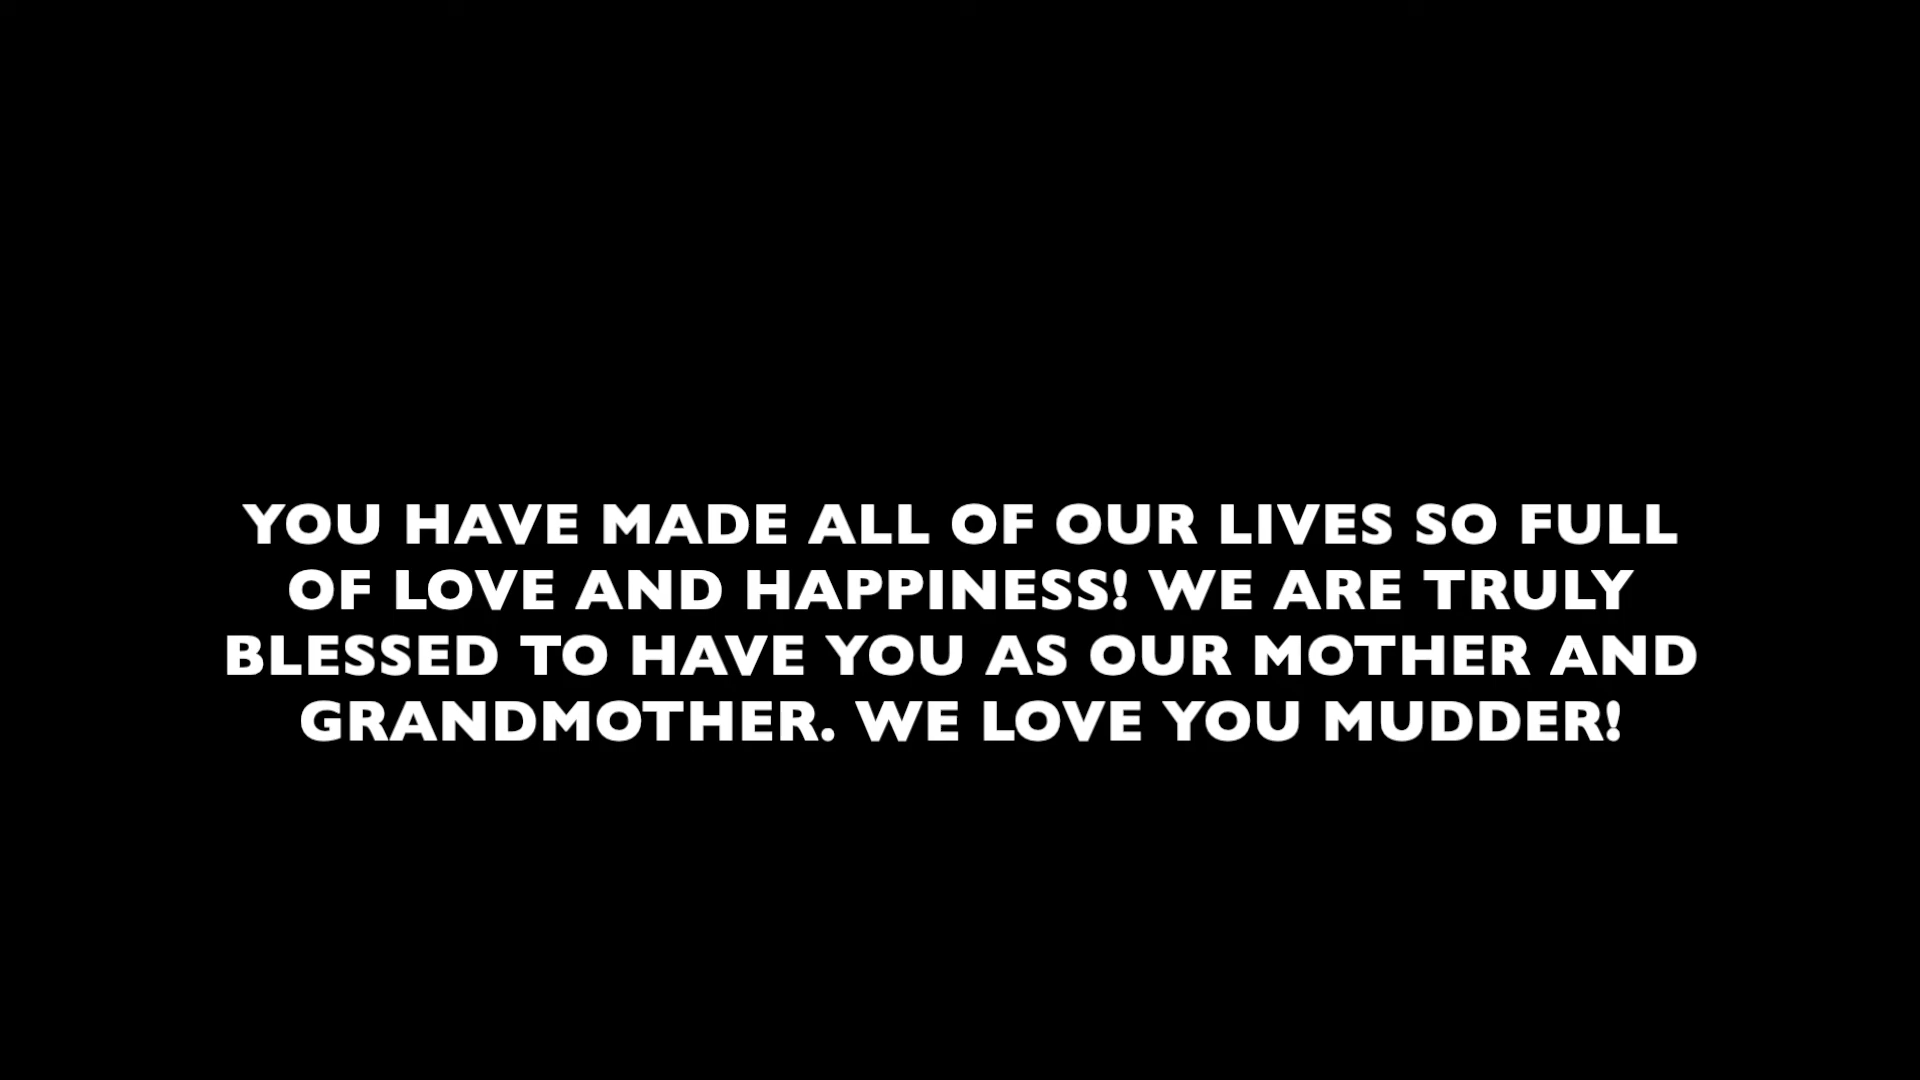 YOU HAVE MADE ALL OF OUR LIVES SO FULL
OF LOVE AND HAPPINESS! WE ARE TRULY
BLESSED TO HAVE YOU AS OUR MOTHER AND
GRANDMOTHER. WE LOVE YOU MUDDER!